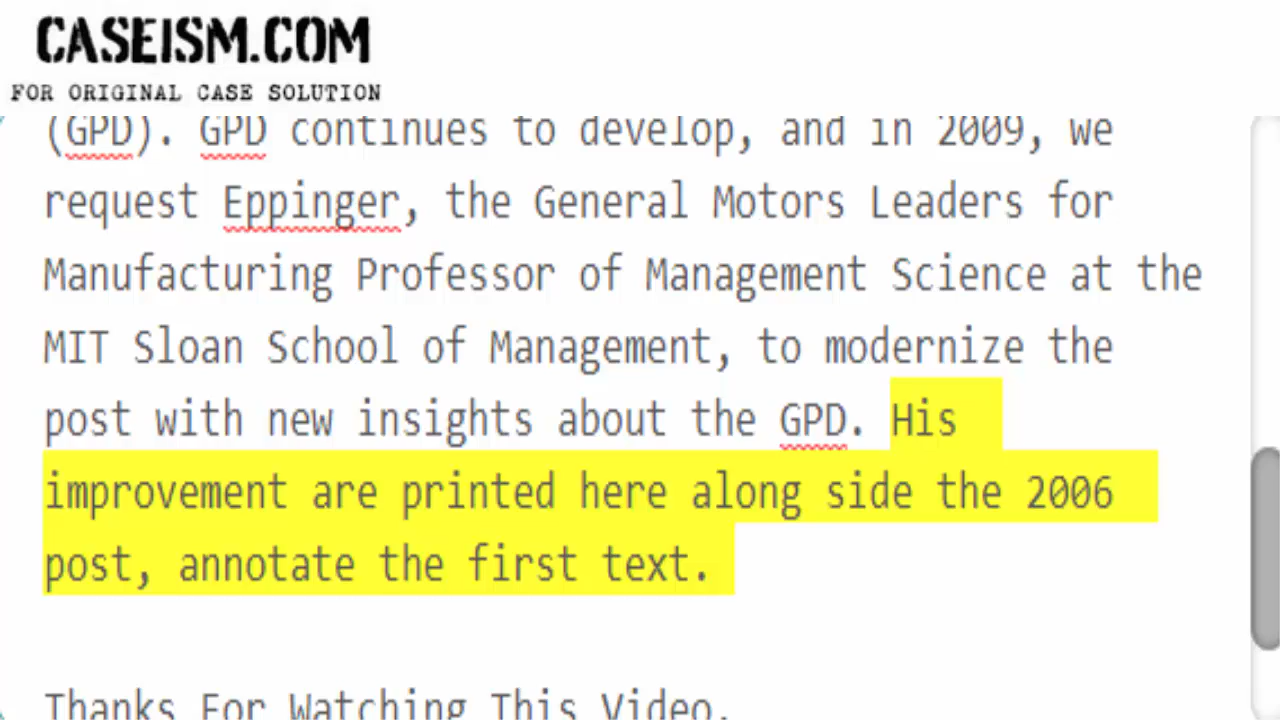 CASEISM.COM
FOR ORIGINAL CASE SOLUTION
(GPD). GPD continues to develop, and in 2009, we
request Eppinger, the General Motors Leaders for
Manufacturing Professor of Management Science at the
MIT Sloan School of Management, to modernize the
post with new insights about the GPD. His
improvement are printed here along side the 2006
post, annotate the first text.
Thanks For Watching This Video.